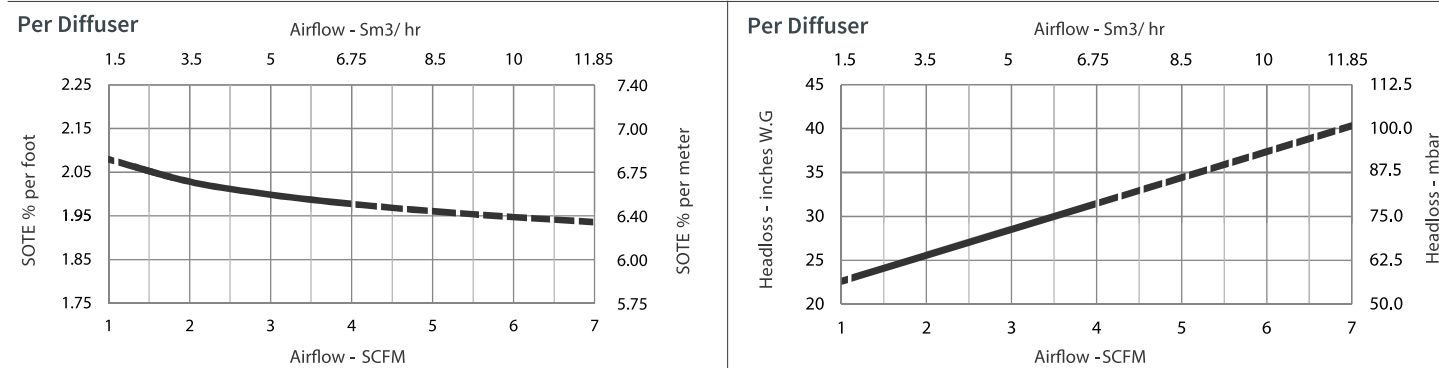 Per Diffuser
Airflow - Sm3/ hr
1.5 3.5 5 6.75 8.5 10 11.85
2.25 7.40
2.15 7.00
2.05 6.75
1.95 6.40
1.85 6.00
1.75 5.75
SOTE % per foot
SOTE % per meter
1 2 3 4 5 6 7
Airflow - SCFM
Per Diffuser
Airflow - Sm3/ hr
1.5 3.5 5 6.75 8.5 10 11.85
45 112.5
40 100.0
35 87.5
30 75.0
25 62.5
20 50.0
Headloss - inches W.G
Headloss - mbar
1 2 3 4 5 6 7
Airflow -SCFM